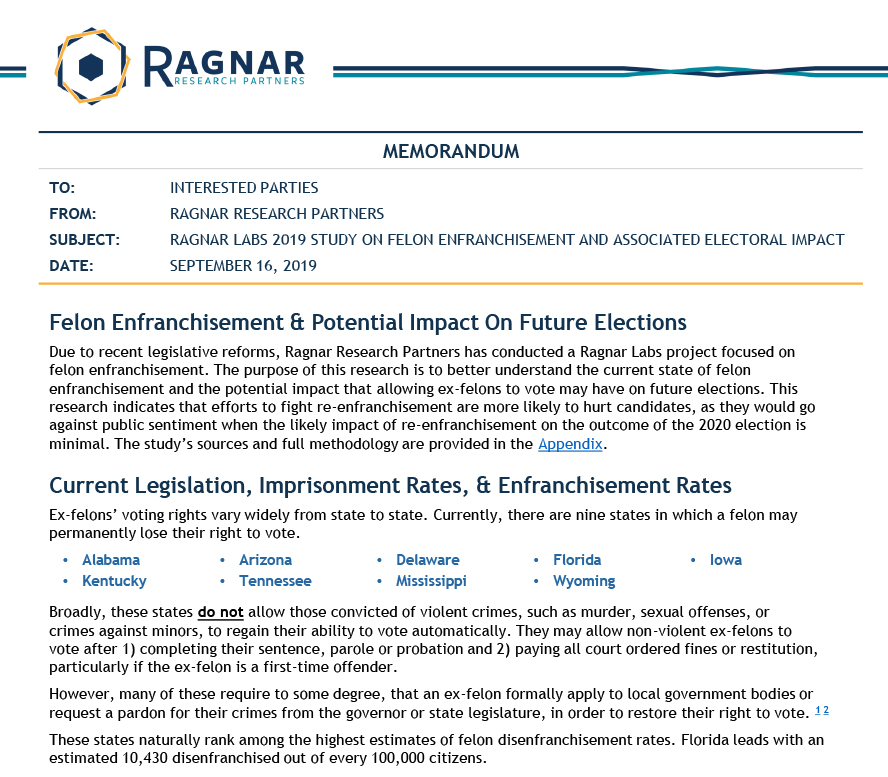 RAGNAR
RESEARCH PARTNERS
MEMORANDUM
TO: INTERESTED PARTIES
FROM: RAGNAR RESEARCH PARTNERS
SUBJECT: RAGNAR LABS 2019 STUDY ON FELON ENFRANCHISEMENT AND ASSOCIATED ELECTORAL IMPACT
DATE: SEPTEMBER 16, 2019
Felon Enfranchisement & Potential Impact On Future Elections
Due to recent legislative reforms, Ragnar Research Partners has conducted a Ragnar Labs project focused on
felon enfranchisement. The purpose of this research is to better understand the current state of felon
enfranchisement and the potential impact that allowing ex-felons to vote may have on future elections. This
research indicates that efforts to fight re-enfranchisement are more likely to hurt candidates, as they would go
against public sentiment when the likely impact of re-enfranchisement on the outcome of the 2020 election is
minimal. The study's sources and full methodology are provided in the Appendix.
Current Legislation, Imprisonment Rates, & Enfranchisement Rates
Ex-felons' voting rights vary widely from state to state. Currently, there are nine states in which a felon may
permanently lose their right to vote.
• Alabama • Arizona • Delaware • Florida • Iowa
• Kentucky • Tennessee • Mississippi • Wyoming
Broadly, these states do not allow those convicted of violent crimes, such as murder, sexual offenses, or
crimes against minors, to regain their ability to vote automatically. They may allow non-violent ex-felons to
vote after 1) completing their sentence, parole or probation and 2) paying all court ordered fines or restitution,
particularly if the ex-felon is a first-time offender.
However, many of these require to some degree, that an ex-felon formally apply to local government bodies or
request a pardon for their crimes from the governor or state legislature, in order to restore their right to vote. 1 2
These states naturally rank among the highest estimates of felon disenfranchisement rates. Florida leads with an
estimated 10,430 disenfranchised out of every 100,000 citizens.